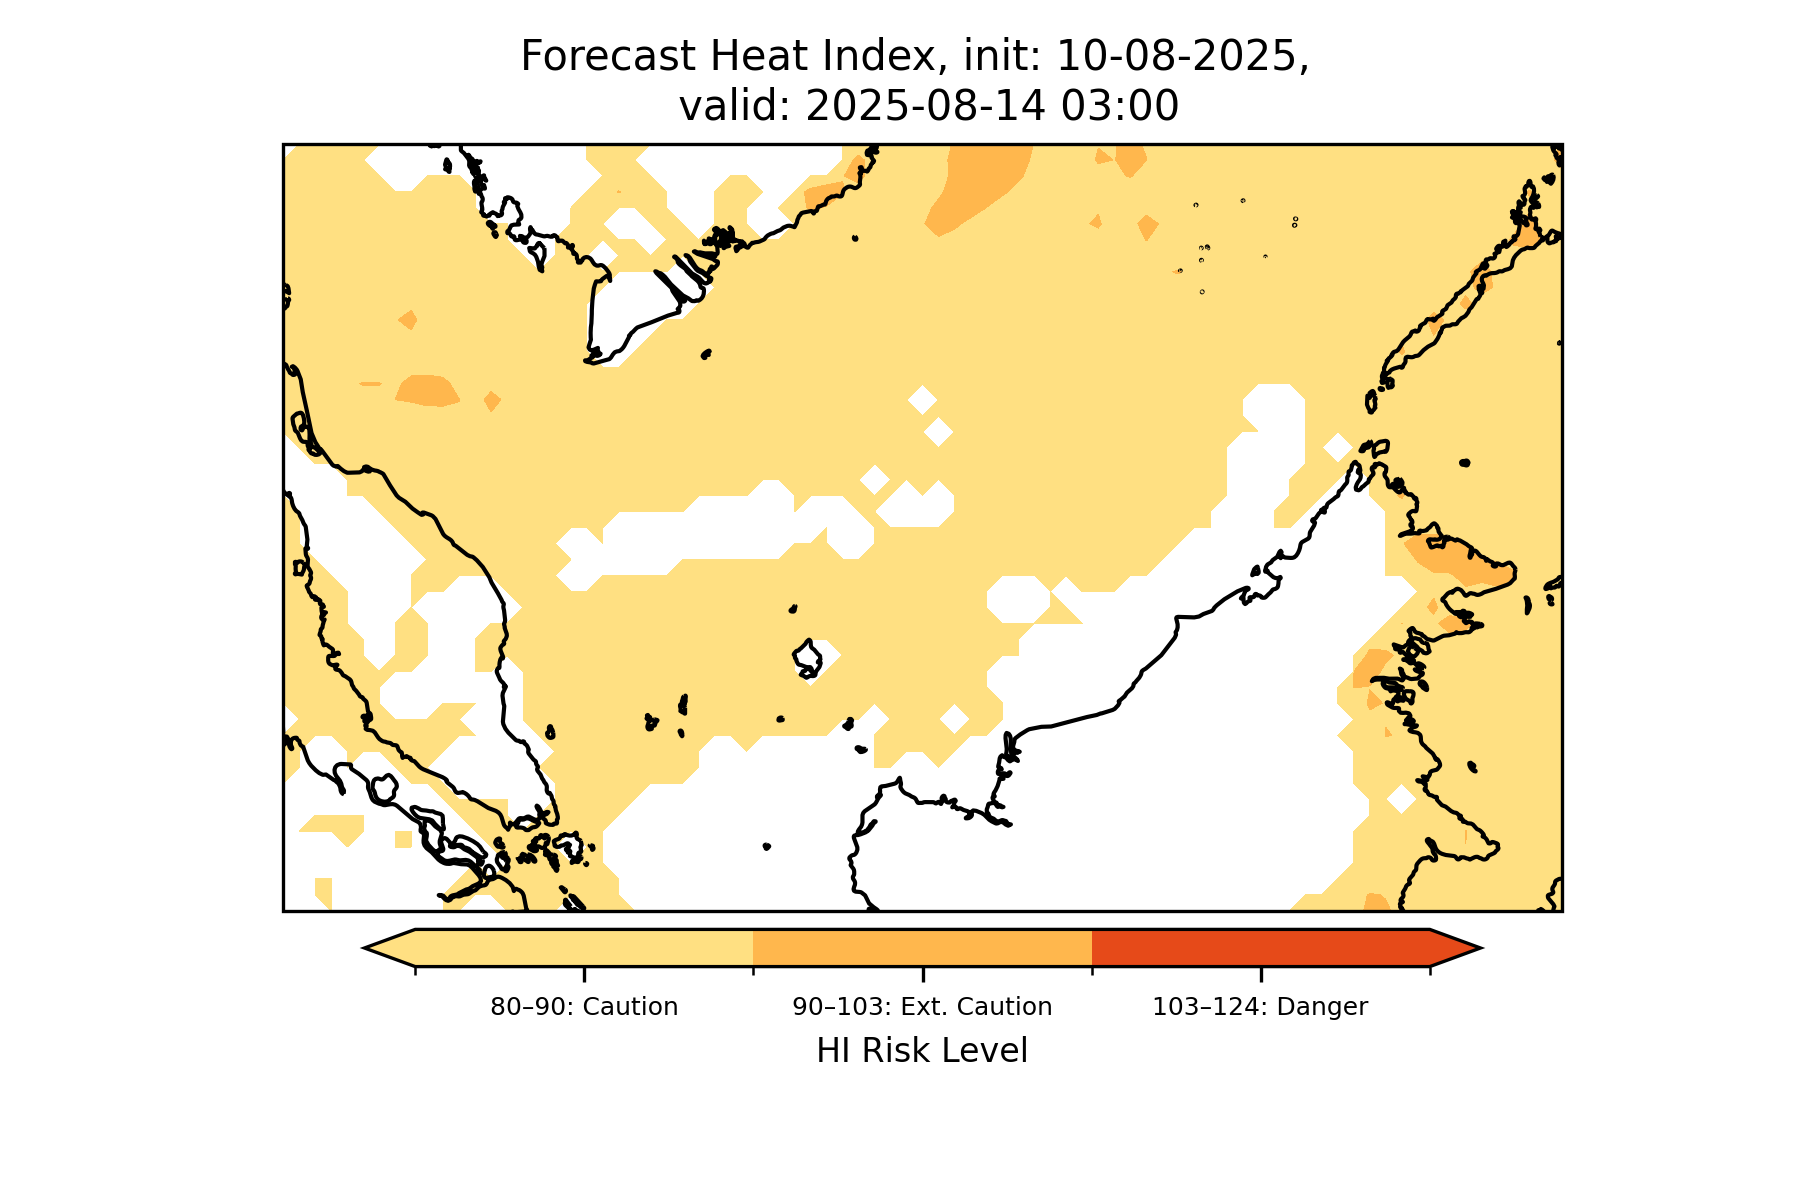 Forecast Heat Index, init: 10-08-2025,
valid: 2025-08-14 03:00
80–90: Caution
90–103: Ext. Caution
103–124: Danger
HI Risk Level